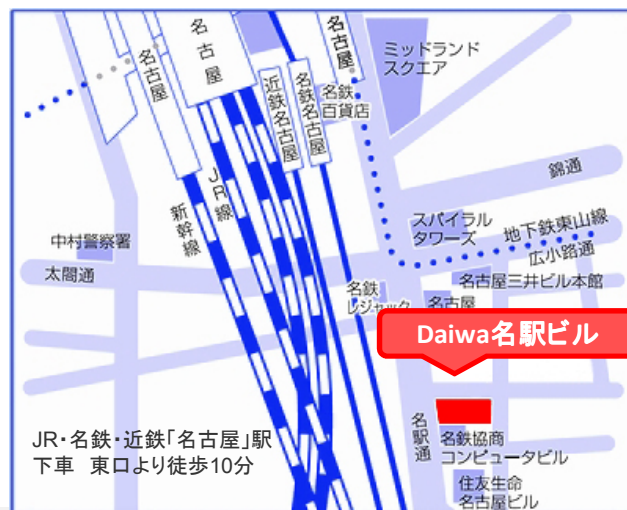 名古屋
名古屋
名古屋
ミッドランド
スクエア
近鉄名古屋
名鉄名古屋
名鉄
百貨店
JR線
新幹線
錦通
スパイラル
タワーズ
地下鉄東山線
広小路通
中村警察署
太閤通
名古屋三井ビル本館
名鉄
レジャック
名古屋
Daiwa名駅ビル
名駅通
名鉄協商
コンピュータビル
住友生命
名古屋ビル
JR・名鉄・近鉄「名古屋」駅
下車 東口より徒歩10分